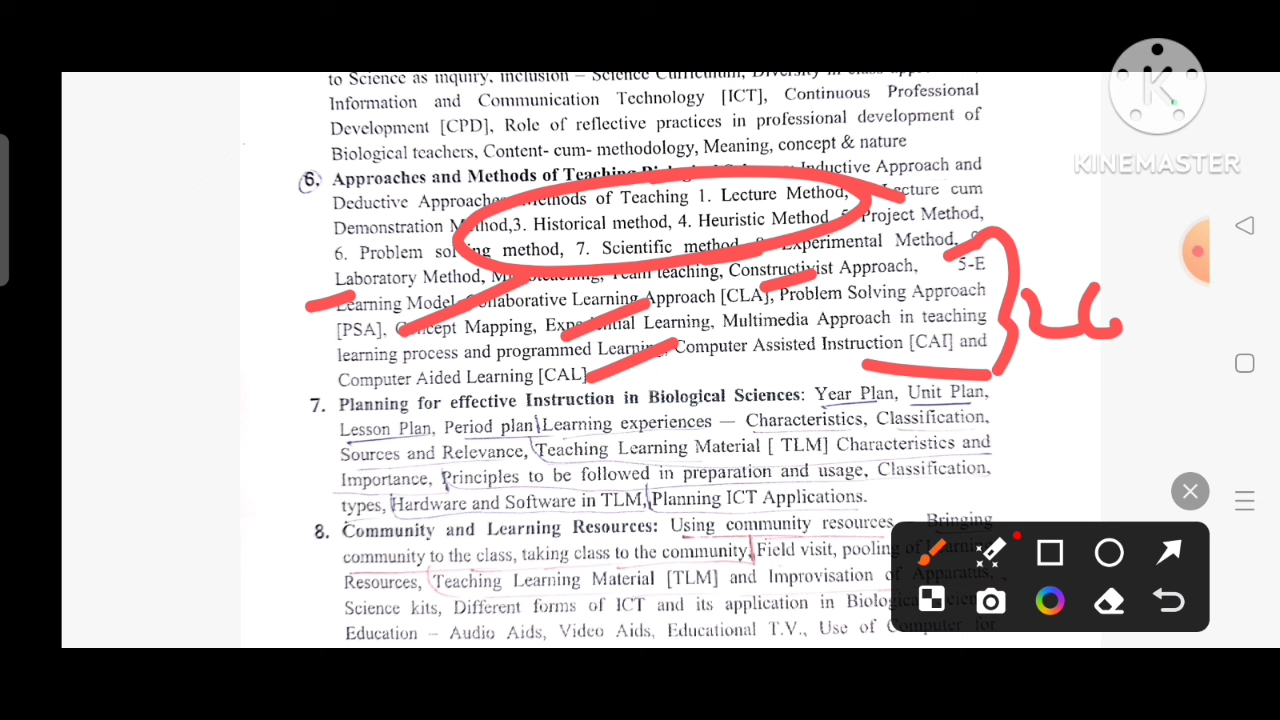 to Science as inquiry, inclusion – Science Curriculum, Diversity in class
Information and Communication Technology [ICT], Continuous Professional
Development [CPD], Role of reflective practices in professional development of
Biological teachers, Content- cum- methodology, Meaning, concept & nature
6. Approaches and Methods of Teaching Inductive Approach and
Deductive Methods of Teaching 1. Lecture Method, Lecture cum
Demonstration Method,3. Historical method, 4. Heuristic Method, 5. Project Method,
6. Problem solving method, 7. Scientific method, Experimental Method,
Laboratory Method, Team teaching, Constructivist Approach, 5-E
Learning Model, Collaborative Learning Approach [CLA], Problem Solving Approach
[PSA], Concept Mapping, Experiential Learning, Multimedia Approach in teaching
learning process and programmed Learning, Computer Assisted Instruction [CAI] and
Computer Aided Learning [CAL]
7. Planning for effective Instruction in Biological Sciences: Year Plan, Unit Plan,
Lesson Plan, Period plan Learning experiences – Characteristics, Classification,
Sources and Relevance, Teaching Learning Material [ TLM] Characteristics and
Importance, Principles to be followed in preparation and usage, Classification,
types, Hardware and Software in TLM, Planning ICT Applications.
8. Community and Learning Resources: Using community resources Bringing
community to the class, taking class to the community, Field visit, pooling
Resources, Teaching Learning Material [TLM] and Improvisation of
Science kits, Different forms of ICT and its application in
Education – Audio Aids, Video Aids, Educational T.V., Use of
KINEMASTER